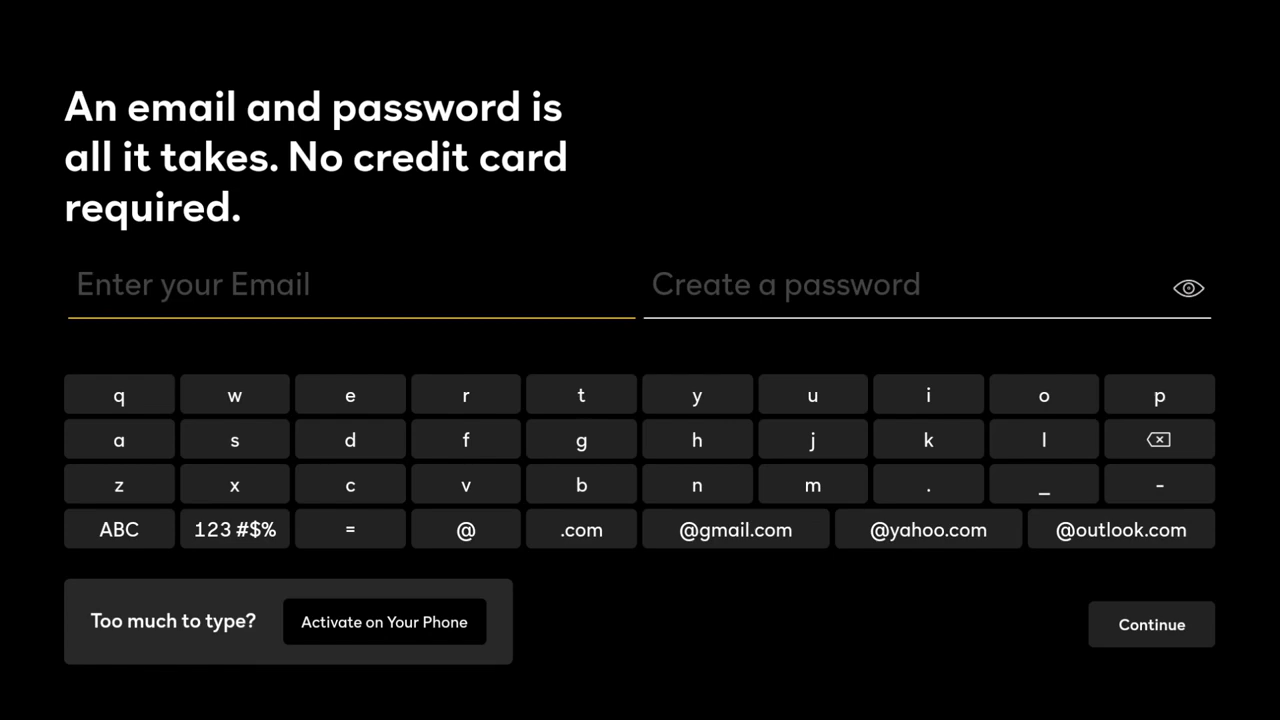 An email and password is
all it takes. No credit card
required.
Enter your Email
Create a password
q w e r t y u i o p
a s d f g h j k l
z x c v b n m . _ -
ABC 123 #$% = @ .com @gmail.com @yahoo.com @outlook.com
Too much to type? Activate on Your Phone
Continue